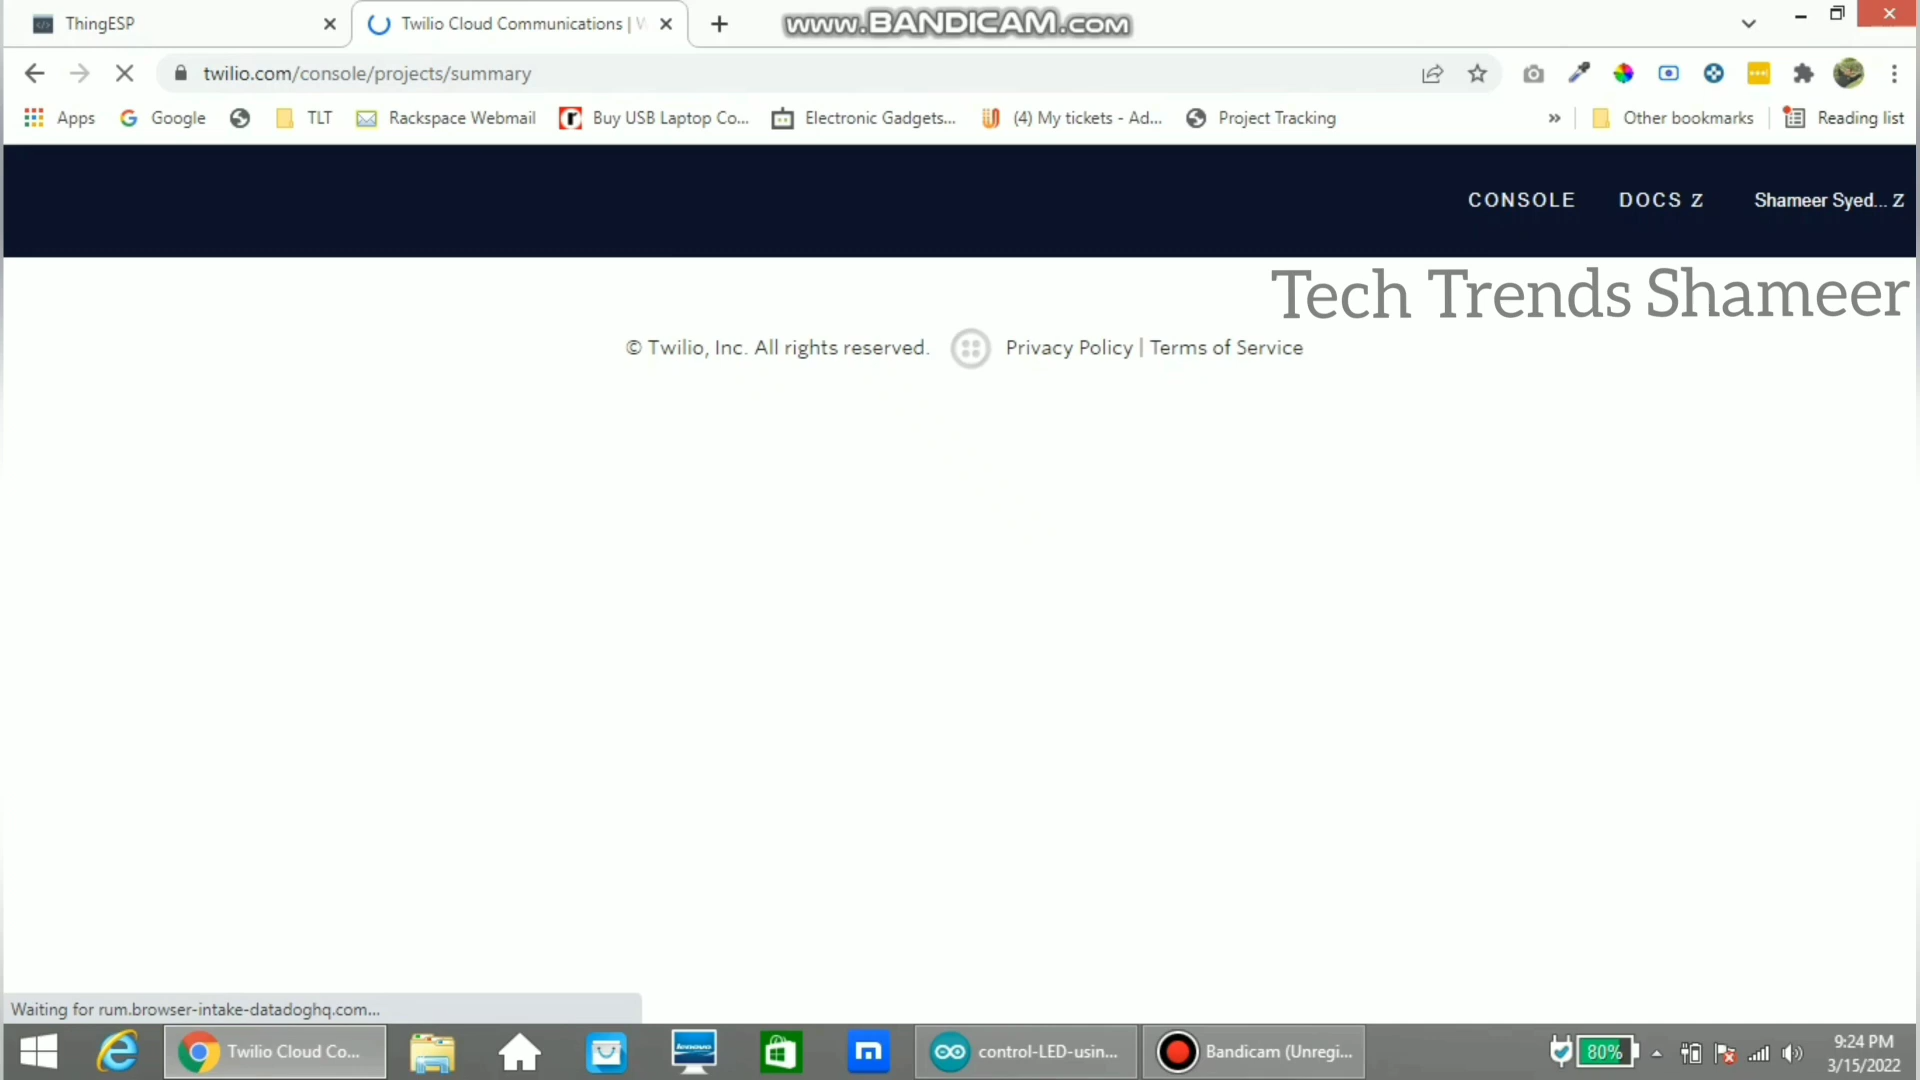 ThingESP
Twilio Cloud Communications | W
www.BANDICAM.com
twilio.com/console/projects/summary
Apps
Google
TLT
Rackspace Webmail
Buy USB Laptop Co...
Electronic Gadgets...
(4) My tickets - Ad...
Project Tracking
»
Other bookmarks
Reading list
CONSOLE
DOCS Z
Shameer Syed... Z
Tech Trends Shameer
© Twilio, Inc. All rights reserved.
Privacy Policy | Terms of Service
Waiting for rum.browser-intake-datadoghq.com...
Twilio Cloud Co...
lenovo
control-LED-usin...
Bandicam (Unregi...
80%
9:24 PM
3/15/2022